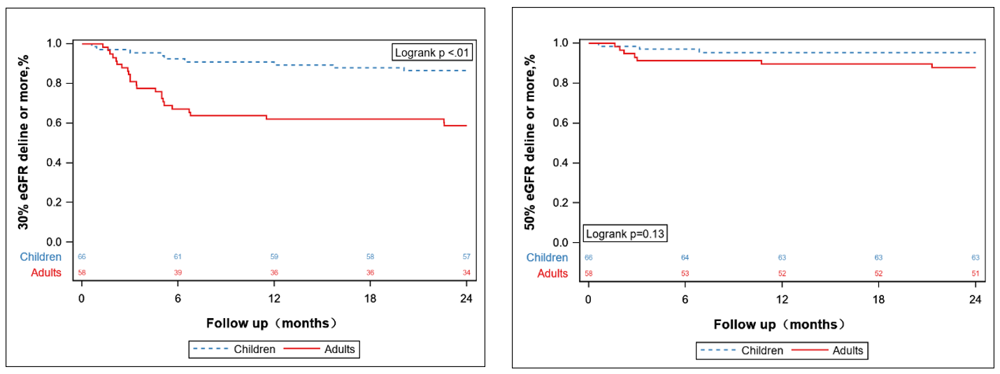 Logrank p <.01
30% eGFR deline or more,%
1.0
0.8
0.6
0.4
0.2
0.0
Children 66 61 59 58 57
Adults 58 39 36 36 34
0 6 12 18 24
Follow up（months）
Children Adults
50% eGFR deline or more,%
1.0
0.8
0.6
0.4
0.2
0.0
Logrank p=0.13
Children 66 64 63 63 63
Adults 58 53 52 52 51
0 6 12 18 24
Follow up（months）
Children Adults